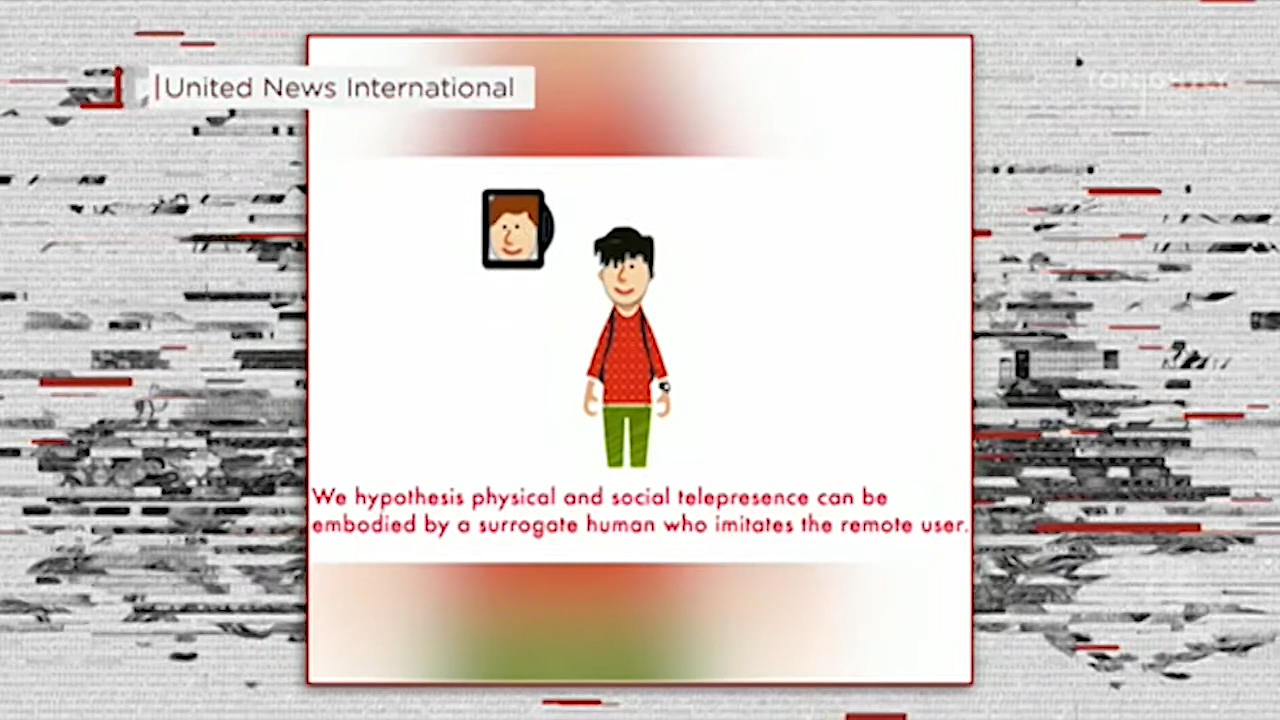 United News International
We hypothesis physical and social telepresence can be
embodied by a surrogate human who imitates the remote user.